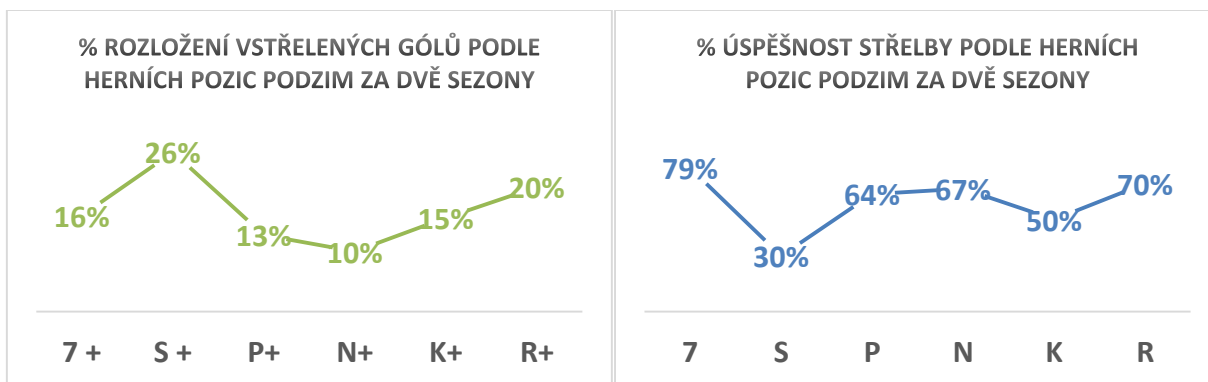 % ROZLOŽENÍ VSTŘELENÝCH GÓLŮ PODLE
HERNÍCH POZIC PODZIM ZA DVĚ SEZONY
16%
26%
13%
10%
15%
20%
7 +
S +
P+
N+
K+
R+
% ÚSPĚŠNOST STŘELBY PODLE HERNÍCH
POZIC PODZIM ZA DVĚ SEZONY
79%
30%
64%
67%
50%
70%
7
S
P
N
K
R